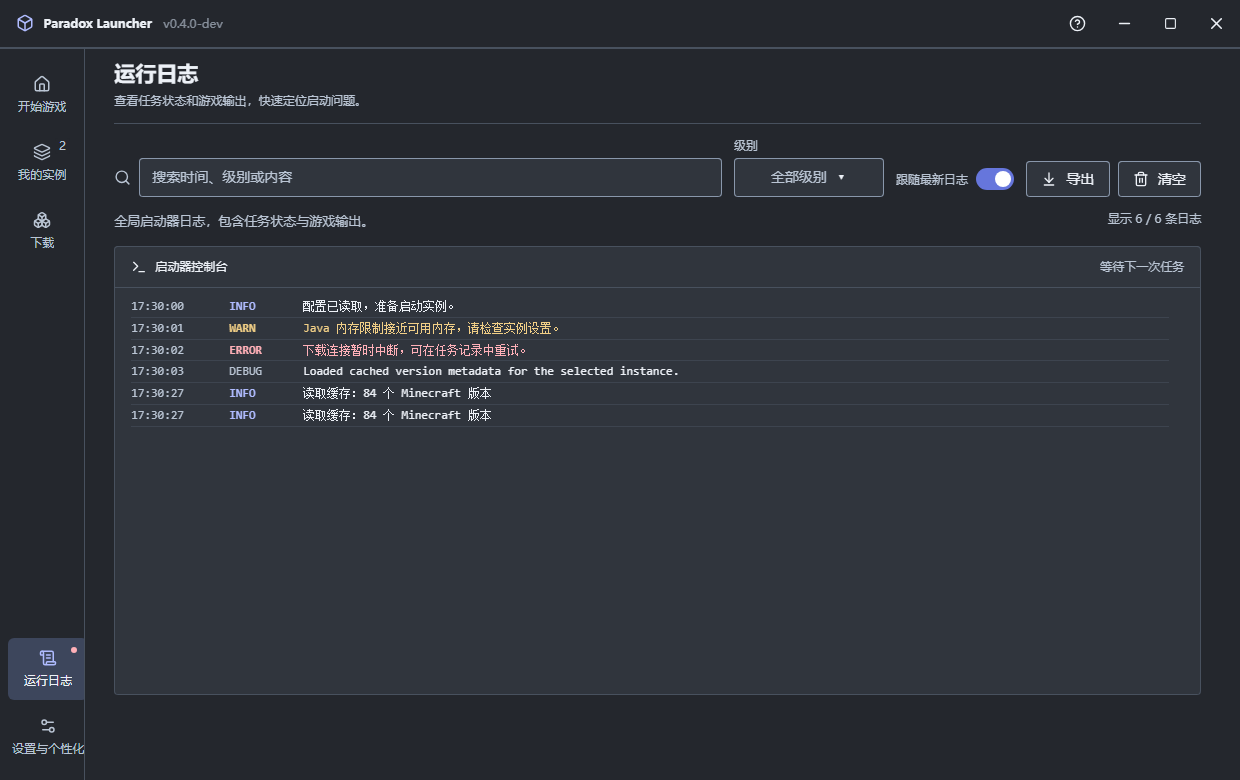 Paradox Launcher v0.4.0-dev
开始游戏
2
我的实例
下载
运行日志
设置与个性化
运行日志
查看任务状态和游戏输出，快速定位启动问题。
级别
搜索时间、级别或内容
全部级别 ▼
跟随最新日志
导出
清空
全局启动器日志，包含任务状态与游戏输出。
显示 6 / 6 条日志
启动器控制台
等待下一次任务
17:30:00 INFO 配置已读取，准备启动实例。
17:30:01 WARN Java 内存限制接近可用内存，请检查实例设置。
17:30:02 ERROR 下载连接暂时中断，可在任务记录中重试。
17:30:03 DEBUG Loaded cached version metadata for the selected instance.
17:30:27 INFO 读取缓存：84 个 Minecraft 版本
17:30:27 INFO 读取缓存：84 个 Minecraft 版本